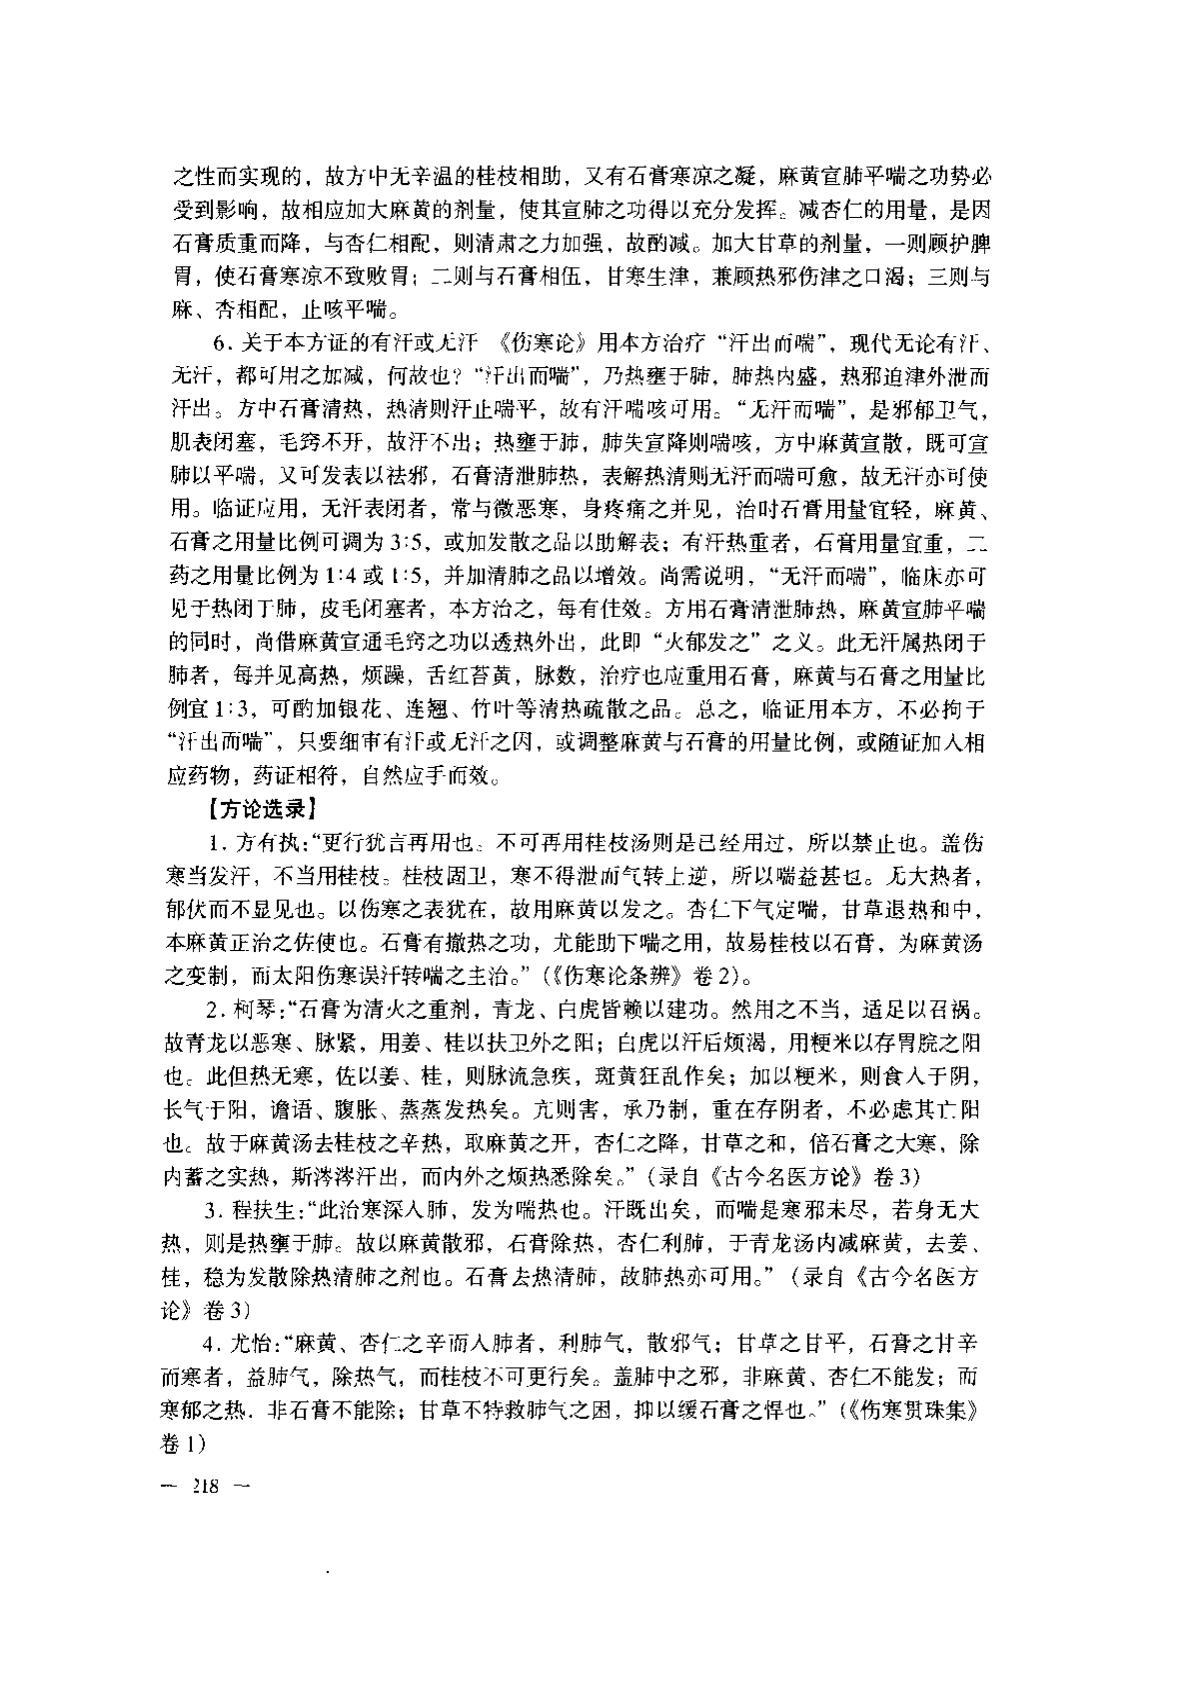 之性而实现的，故方中无辛温的桂枝相助，又有石膏寒凉之凝，麻黄宣肺平喘之功势必
受到影响，故相应加大麻黄的剂量，使其宣肺之功得以充分发挥。减杏仁的用量，是因
石膏质重而降，与杏仁相配，则清肃之力加强，故酌减。加大甘草的剂量，一则顾护脾
胃，使石膏寒凉不致败胃；二则与石膏相伍，甘寒生津，兼顾热邪伤津之口渴；三则与
麻、杏相配，止咳平喘。
6. 关于本方证的有汗或无汗 《伤寒论》用本方治疗“汗出而喘”，现代无论有汗、
无汗，都可用之加减，何故也？“汗出而喘”，乃热壅于肺，肺热内盛，热邪迫津外泄而
汗出。方中石膏清热，热清则汗止喘平，故有汗喘咳可用。“无汗而喘”，是邪郁卫气，
肌表闭塞，毛窍不开，故汗不出；热壅于肺，肺失宣降则喘咳，方中麻黄宣散，既可宣
肺以平喘，又可发表以祛邪，石膏清泄肺热，表解热清则无汗而喘可愈，故无汗亦可使
用。临证应用，无汗表闭者，常与微恶寒、身疼痛之并见，治时石膏用量宜轻，麻黄、
石膏之用量比例可调为 3∶5，或加发散之品以助解表；有汗热重者，石膏用量宜重，二
药之用量比例为 1∶4 或 1∶5，并加清肺之品以增效。尚需说明，“无汗而喘”，临床亦可
见于热闭于肺，皮毛闭塞者，本方治之，每有佳效。方用石膏清泄肺热，麻黄宣肺平喘
的同时，尚借麻黄宣通毛窍之功以透热外出，此即“火郁发之”之义。此无汗属热闭于
肺者，每并见高热，烦躁，舌红苔黄，脉数，治疗也应重用石膏，麻黄与石膏之用量比
例宜 1∶3，可酌加银花、连翘、竹叶等清热疏散之品。总之，临证用本方，不必拘于
“汗出而喘”，只要细审有汗或无汗之因，或调整麻黄与石膏的用量比例，或随证加入相
应药物，药证相符，自然应手而效。
【方论选录】
1. 方有执：“更行犹言再用也。不可再用桂枝汤则是已经用过，所以禁止也。盖伤
寒当发汗，不当用桂枝。桂枝固卫，寒不得泄而气转上逆，所以喘益甚也。无大热者，
郁伏而不显见也。以伤寒之表犹在，故用麻黄以发之。杏仁下气定喘，甘草退热和中，
本麻黄正治之佐使也。石膏有撤热之功，尤能助下喘之用，故易桂枝以石膏，为麻黄汤
之变制，而太阳伤寒误汗转喘之主治。”（《伤寒论条辨》卷 2）。
2. 柯琴：“石膏为清火之重剂，青龙、白虎皆赖以建功。然用之不当，适足以召祸。
故青龙以恶寒、脉紧，用姜、桂以扶卫外之阳；白虎以汗后烦渴，用粳米以存胃脘之阳
也。此但热无寒，佐以姜、桂，则脉流急疾，斑黄狂乱作矣；加以粳米，则食入于阴，
长气于阳，谵语、腹胀、蒸蒸发热矣。亢则害，承乃制，重在存阴者，不必虑其亡阳
也。故于麻黄汤去桂枝之辛热，取麻黄之开，杏仁之降，甘草之和，倍石膏之大寒，除
内蓄之实热，斯涔涔汗出，而内外之烦热悉除矣。”（录自《古今名医方论》卷 3）
3. 程扶生：“此治寒深入肺，发为喘热也。汗既出矣，而喘是寒邪未尽，若身无大
热，则是热壅于肺。故以麻黄散邪，石膏除热，杏仁利肺，于青龙汤内减麻黄，去姜、
桂，稳为发散除热清肺之剂也。石膏去热清肺，故肺热亦可用。”（录自《古今名医方
论》卷 3）
4. 尤怡：“麻黄、杏仁之辛而入肺者，利肺气，散邪气；甘草之甘平，石膏之甘辛
而寒者，益肺气，除热气，而桂枝不可更行矣。盖肺中之邪，非麻黄、杏仁不能发；而
寒郁之热，非石膏不能除；甘草不特救肺气之困，抑以缓石膏之悍也。”（《伤寒贯珠集》
卷 1）
— 218 —